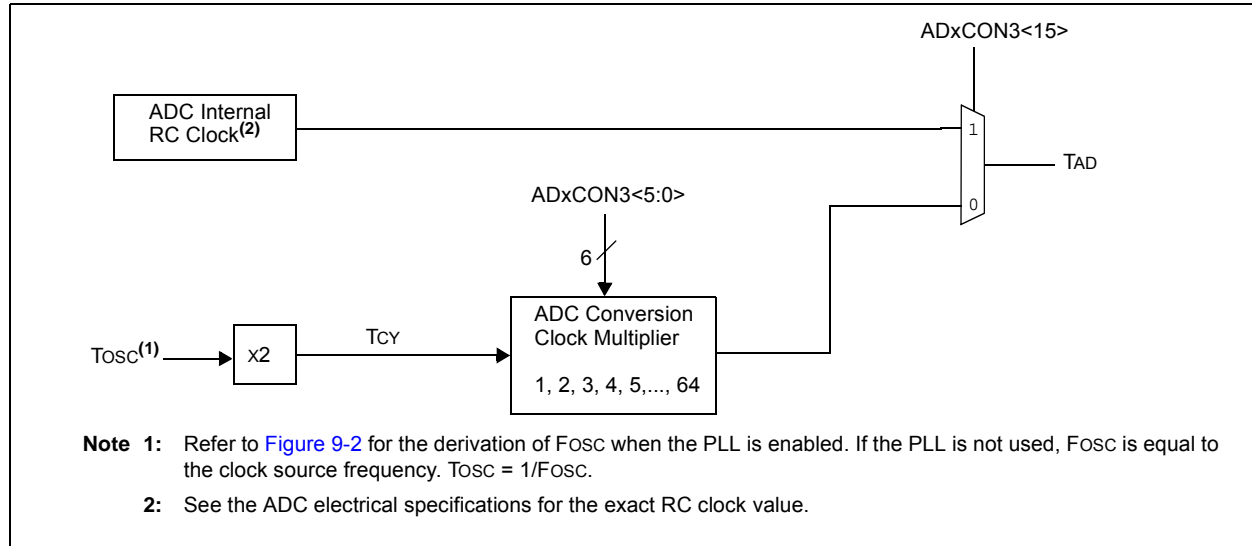 ADxCON3<15>
ADC Internal
RC Clock(2)
1
TAD
ADxCON3<5:0>
0
6
ADC Conversion
Clock Multiplier
TOSC(1)
X2
TCY
1, 2, 3, 4, 5,..., 64
Note 1: Refer to Figure 9-2 for the derivation of FOSC when the PLL is enabled. If the PLL is not used, FOSC is equal to
the clock source frequency. TOSC = 1/FOSC.
2: See the ADC electrical specifications for the exact RC clock value.